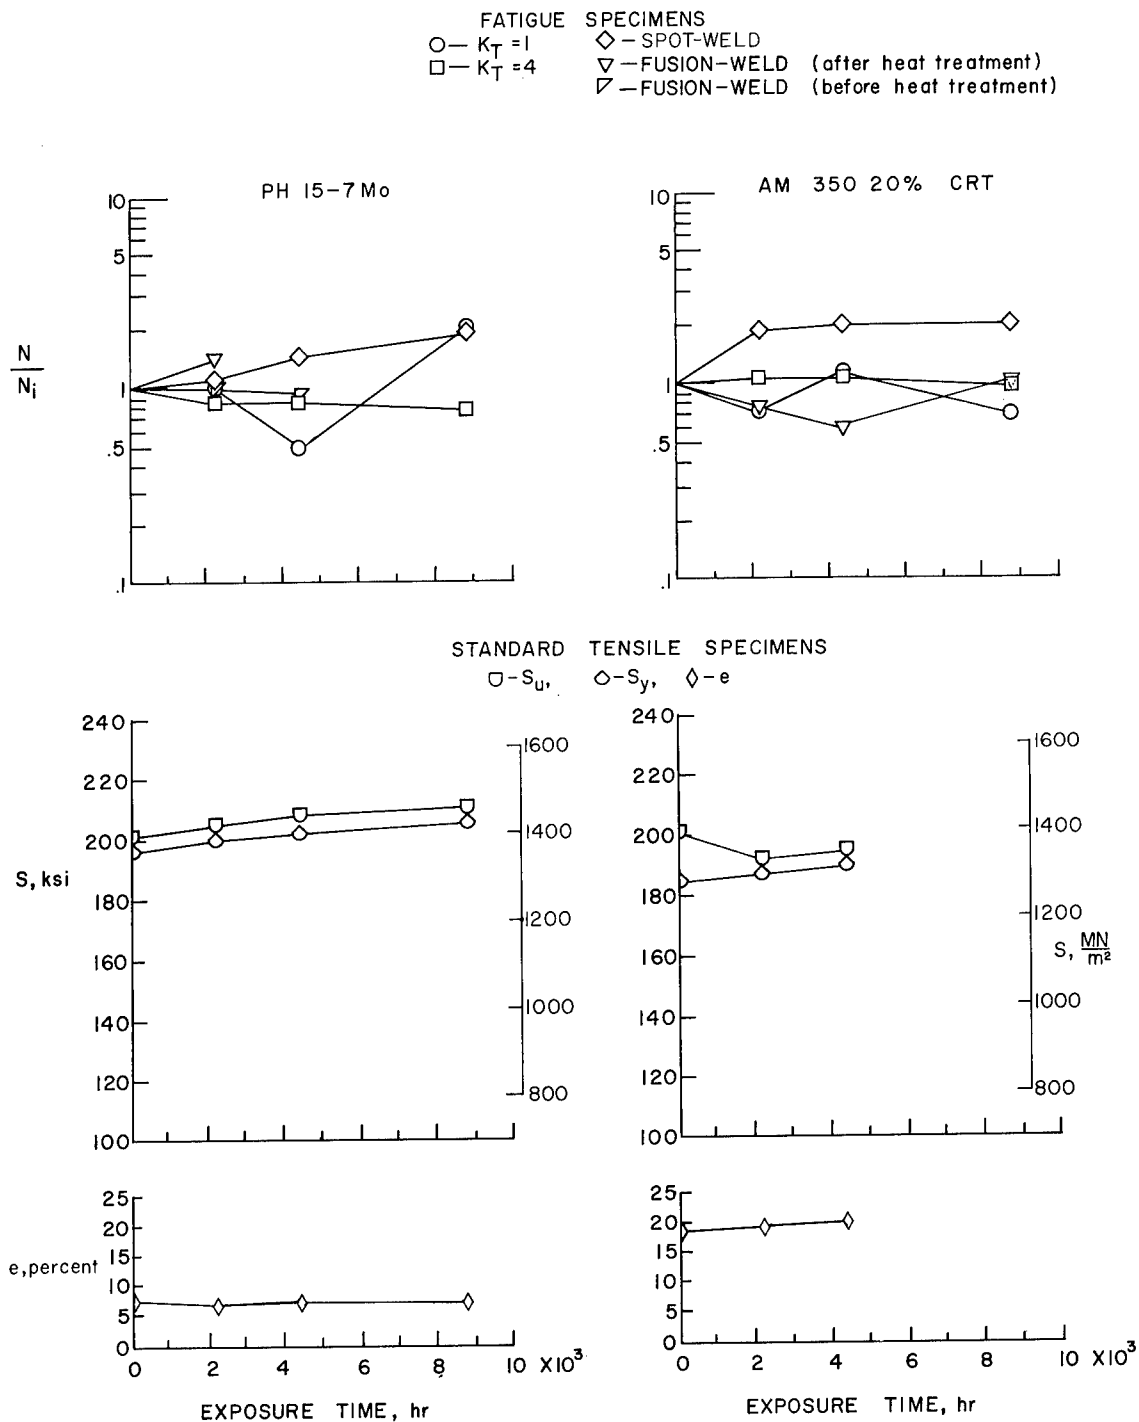 FATIGUE SPECIMENS
○ — K_T = 1
□ — K_T = 4
◇ — SPOT-WELD
▽ — FUSION-WELD (after heat treatment)
◸ — FUSION-WELD (before heat treatment)
PH 15-7 Mo
AM 350 20% CRT
10
5
1
.5
.1
N
Ni
10
5
1
.5
.1
STANDARD TENSILE SPECIMENS
-Su, -Sy, ◊-e
240
220
200
180
160
140
120
100
S, ksi
1600
1400
1200
1000
800
240
220
200
180
160
140
120
100
1600
1400
1200
1000
800
S, MN
m²
25
20
15
10
5
0
e, percent
0 2 4 6 8 10 X10³
EXPOSURE TIME, hr
25
20
15
10
5
0
0 2 4 6 8 10 X10³
EXPOSURE TIME, hr